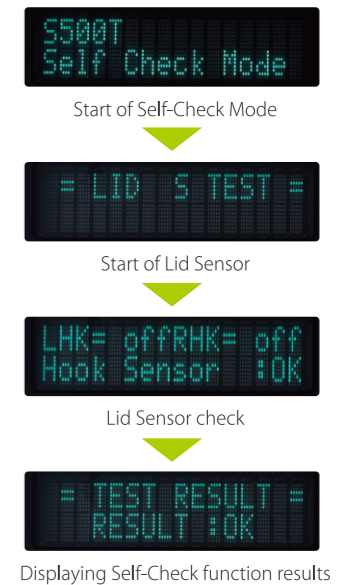 S500T
Self Check Mode
Start of Self-Check Mode
= LID S TEST =
Start of Lid Sensor
LHK= offRHK= off
Hook Sensor :OK
Lid Sensor check
= TEST RESULT =
RESULT :OK
Displaying Self-Check function results